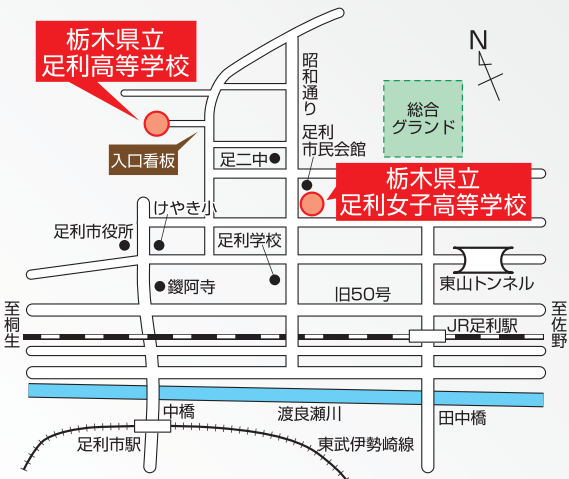 栃木県立
足利高等学校
N
昭和通り
総合
グランド
足利
市民会館
入口看板
足二中
栃木県立
足利女子高等学校
けやき小
足利市役所
足利学校
東山トンネル
鑁阿寺
旧50号
至桐生
至佐野
JR足利駅
中橋
渡良瀬川
田中橋
足利市駅
東武伊勢崎線